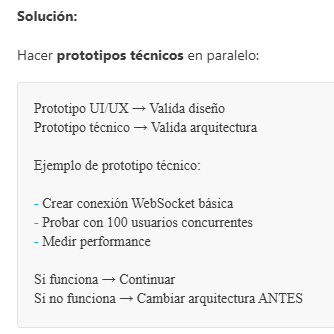 Solución:
Hacer prototipos técnicos en paralelo:
Prototipo UI/UX → Valida diseño
Prototipo técnico → Valida arquitectura
Ejemplo de prototipo técnico:
- Crear conexión WebSocket básica
- Probar con 100 usuarios concurrentes
- Medir performance
Si funciona → Continuar
Si no funciona → Cambiar arquitectura ANTES